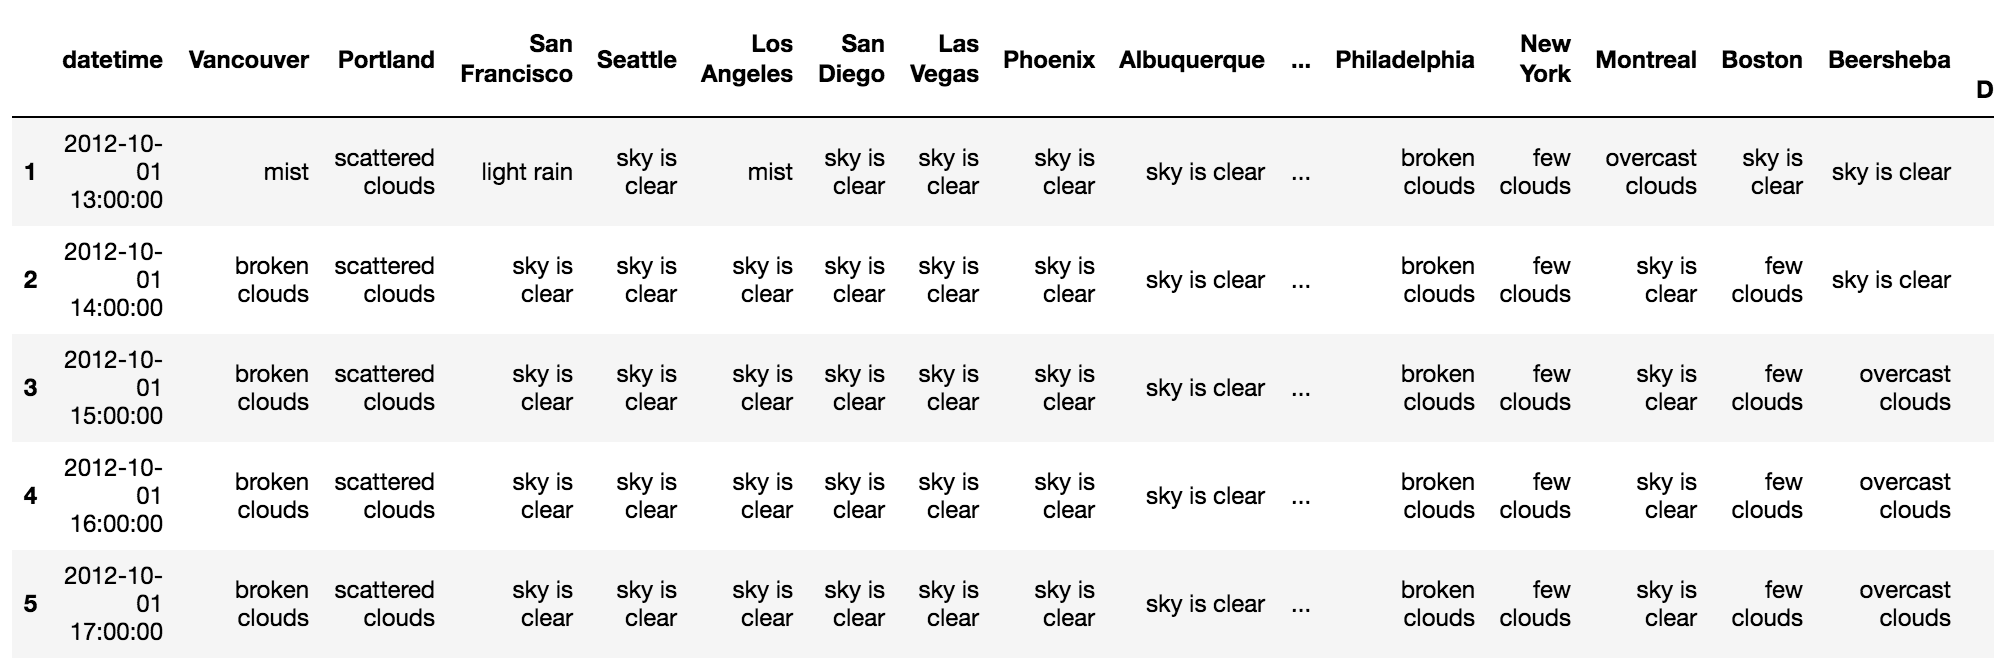 datetime Vancouver Portland San Francisco Seattle Los Angeles San Diego Las Vegas Phoenix Albuquerque ... Philadelphia New York Montreal Boston Beersheba D
1 2012-10-01 13:00:00 mist scattered clouds light rain sky is clear mist sky is clear sky is clear sky is clear sky is clear ... broken clouds few clouds overcast clouds sky is clear sky is clear
2 2012-10-01 14:00:00 broken clouds scattered clouds sky is clear sky is clear sky is clear sky is clear sky is clear sky is clear sky is clear ... broken clouds few clouds sky is clear few clouds sky is clear
3 2012-10-01 15:00:00 broken clouds scattered clouds sky is clear sky is clear sky is clear sky is clear sky is clear sky is clear sky is clear ... broken clouds few clouds sky is clear few clouds overcast clouds
4 2012-10-01 16:00:00 broken clouds scattered clouds sky is clear sky is clear sky is clear sky is clear sky is clear sky is clear sky is clear ... broken clouds few clouds sky is clear few clouds overcast clouds
5 2012-10-01 17:00:00 broken clouds scattered clouds sky is clear sky is clear sky is clear sky is clear sky is clear sky is clear sky is clear ... broken clouds few clouds sky is clear few clouds overcast clouds